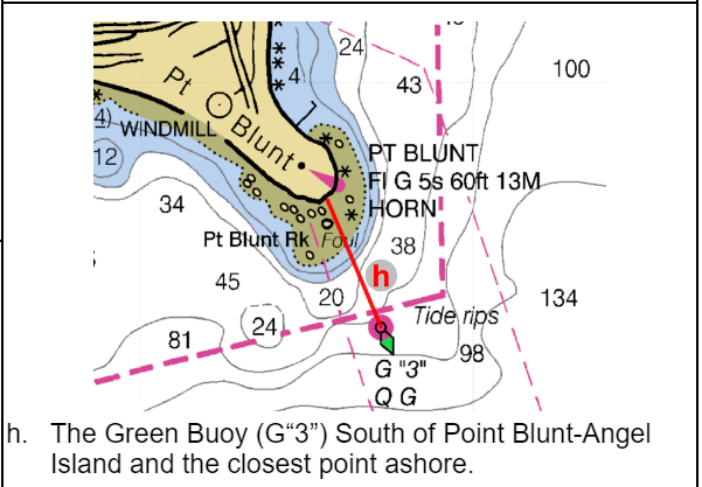 24
4
43
100
Pt Blunt
4)
WINDMILL
12
PT BLUNT
Fl G 5s 60ft 13M
HORN
34
Pt Blunt Rk
Foul
38
h
45
20
134
Tide rips
24
81
98
G "3"
Q G
h. The Green Buoy (G“3”) South of Point Blunt-Angel
Island and the closest point ashore.